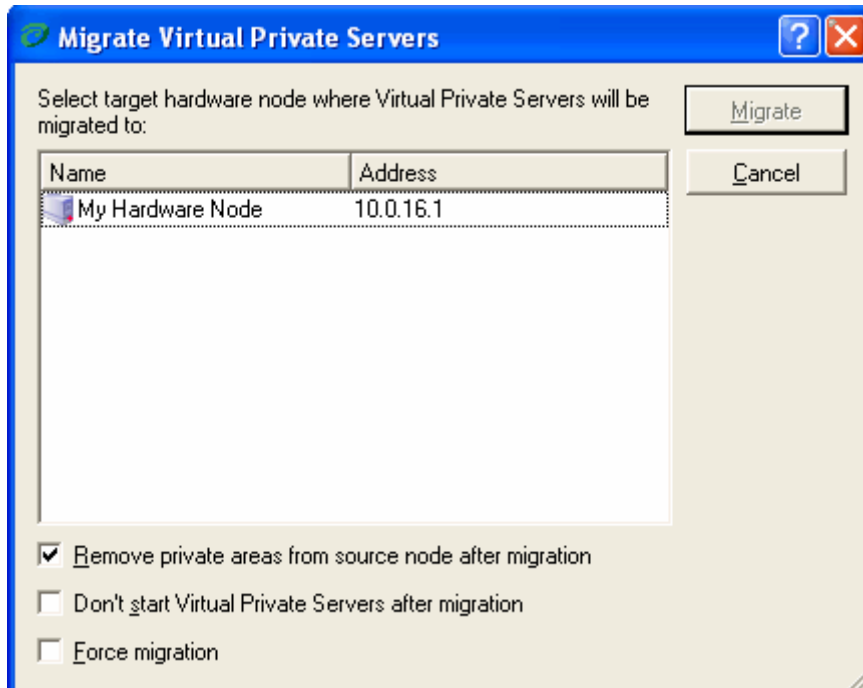 Migrate Virtual Private Servers
Select target hardware node where Virtual Private Servers will be
migrated to:
Migrate
Name Address
Cancel
My Hardware Node 10.0.16.1
Remove private areas from source node after migration
Don't start Virtual Private Servers after migration
Force migration